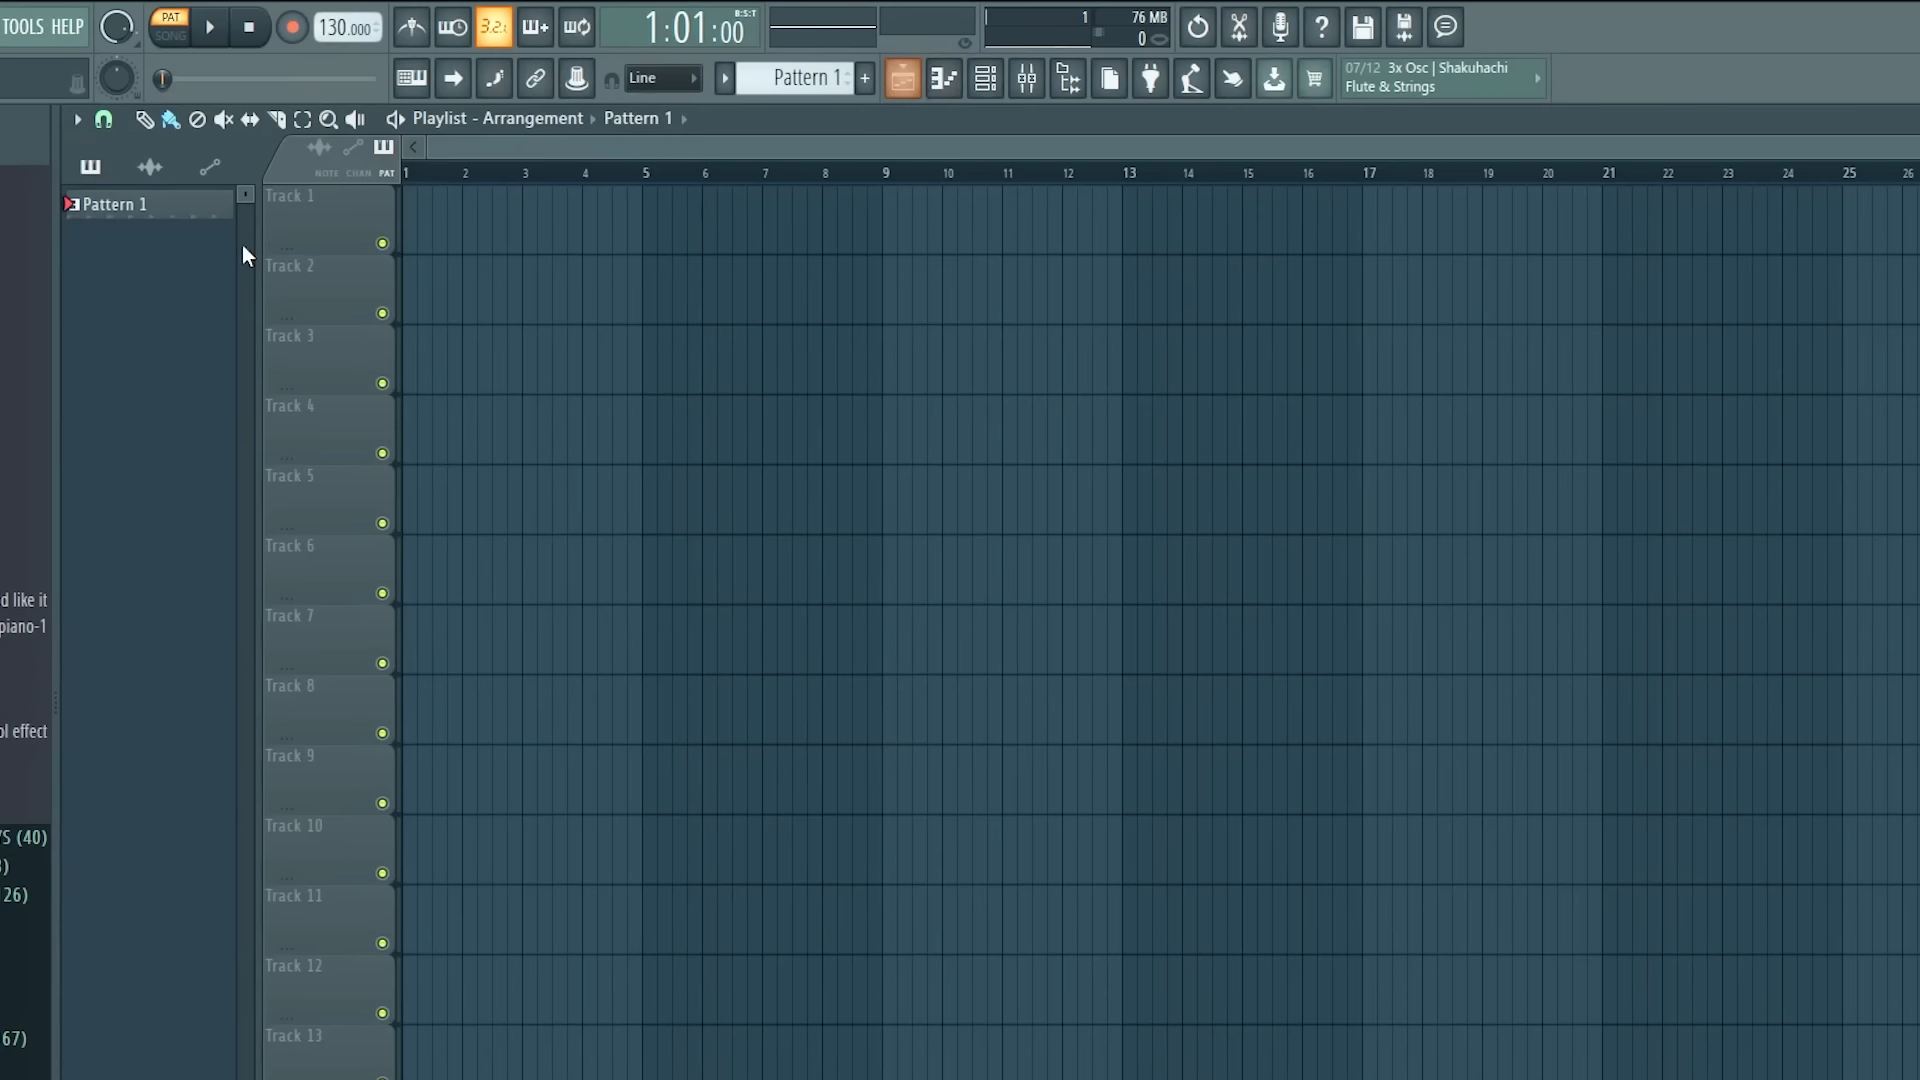 TOOLS HELP
PAT
SONG
130.000
3.2.
1:01:00
B:S:T
1
76 MB
0
Line
Pattern 1
+
07/12 3x Osc | Shakuhachi
Flute & Strings
Playlist - Arrangement › Pattern 1 ›
NOTE CHAN PAT
1 2 3 4 5 6 7 8 9 10 11 12 13 14 15 16 17 18 19 20 21 22 23 24 25 26
Pattern 1
Track 1
Track 2
Track 3
Track 4
Track 5
Track 6
Track 7
Track 8
Track 9
Track 10
Track 11
Track 12
Track 13
d like it
piano-1
ol effect
/S (40)
)
26)
67)